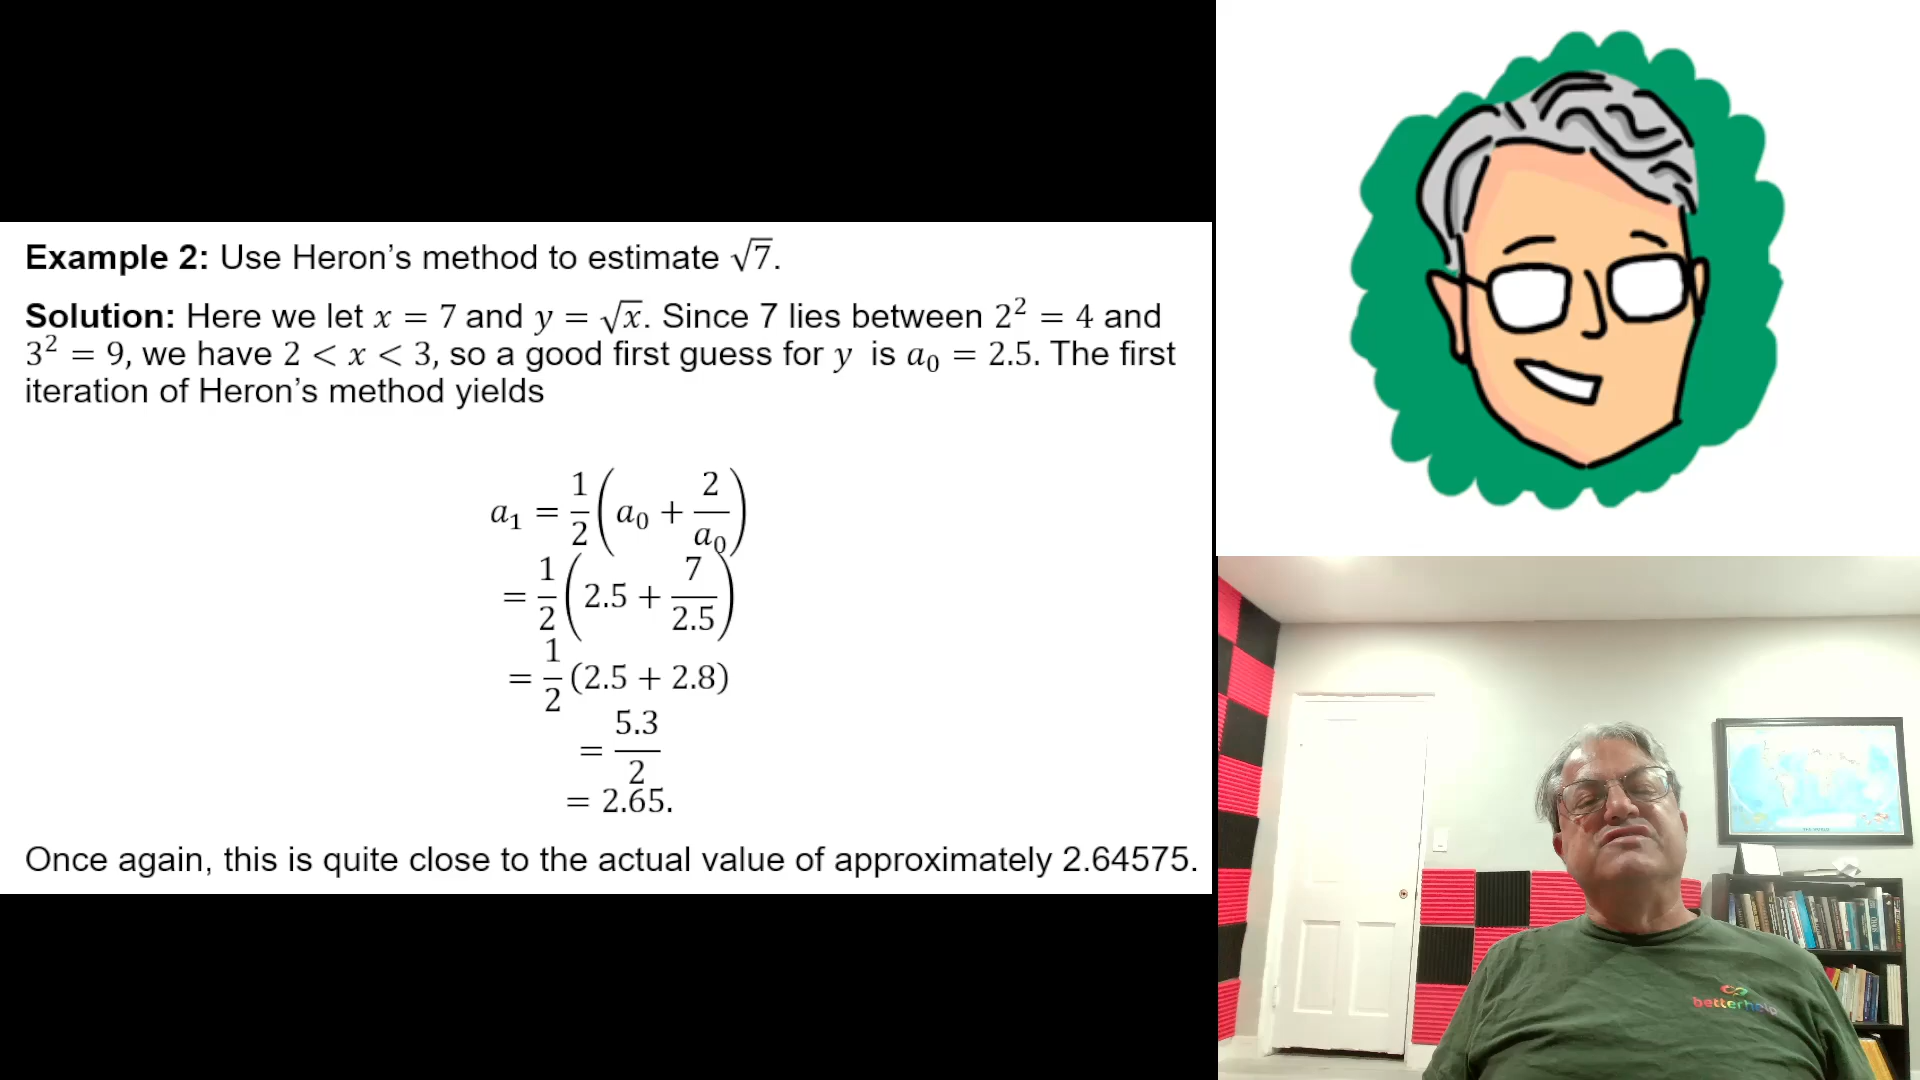 Example 2: Use Heron's method to estimate √7.
Solution: Here we let x = 7 and y = √x. Since 7 lies between 2² = 4 and
3² = 9, we have 2 < x < 3, so a good first guess for y is a₀ = 2.5. The first
iteration of Heron's method yields
a₁ = 1/2 (a₀ + 2/a₀)
= 1/2 (2.5 + 7/2.5)
= 1/2 (2.5 + 2.8)
= 5.3/2
= 2.65.
Once again, this is quite close to the actual value of approximately 2.64575.
betterhelp